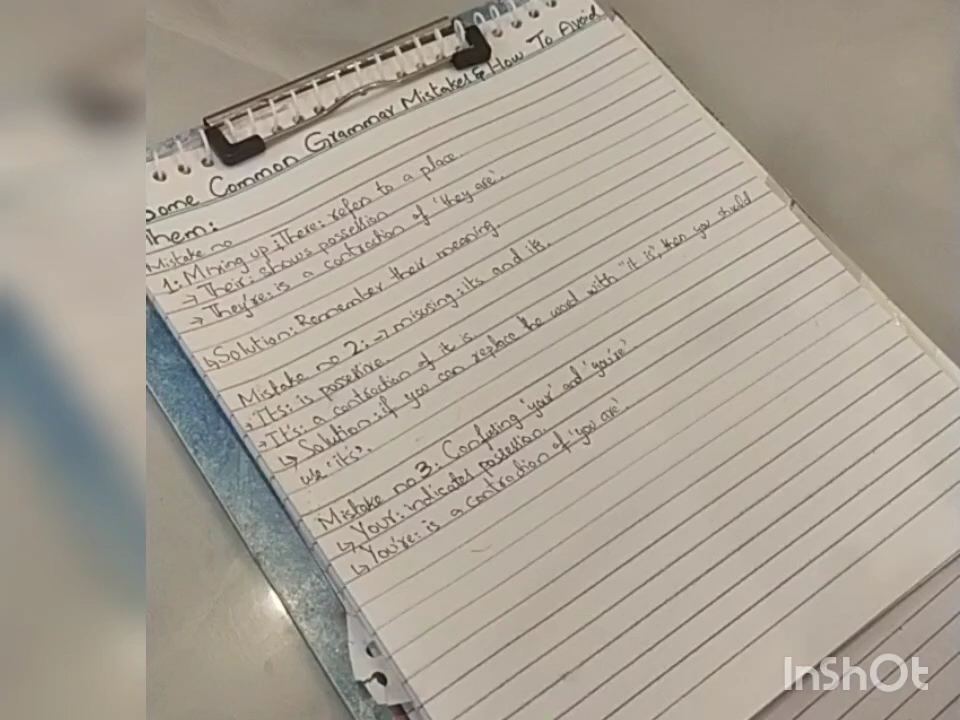 Some Common Grammar Mistakes & How To Avoid
Them:
Mistake no
1: Mixing up: There: refers to a place.
→ Their: shows possession
→ They're: is a contraction of 'they are'.
↳ Solution: Remember their meaning.
Mistake no 2: → misusing: its and it's.
→ Its: is possessive.
→ It's: a contraction of it is.
↳ Solution: if you can replace the word with "it is", then you should
use 'it's'.
Mistake no 3: Confusing 'your' and 'you're'.
↳ Your: indicates possession.
↳ You're: is a contraction of 'you are'.
InShOt